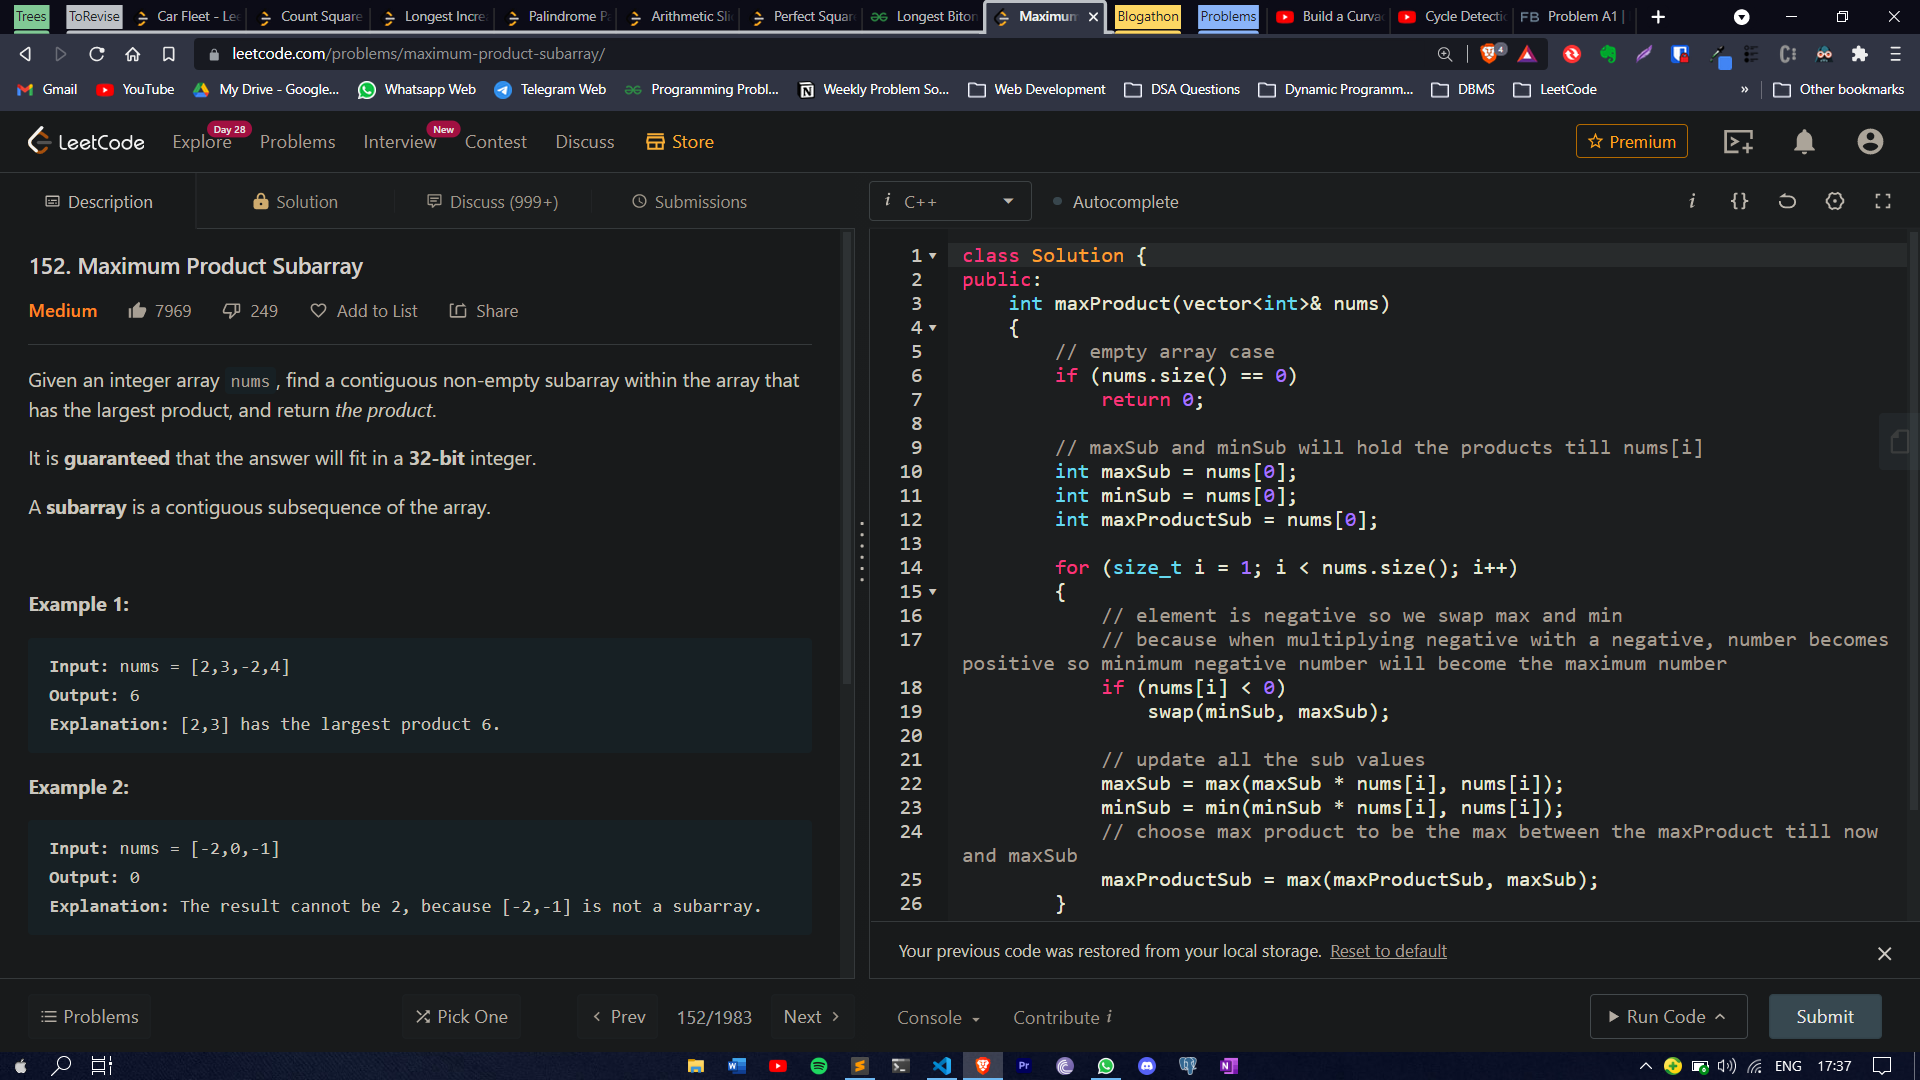 Trees
ToRevise
Car Fleet - Le
Count Square
Longest Incre
Palindrome P
Arithmetic Sli
Perfect Squar
Longest Biton
Maximum
Blogathon
Problems
Build a Curva
Cycle Detecti
FB Problem A1 |
leetcode.com/problems/maximum-product-subarray/
4
Gmail
YouTube
My Drive - Google...
Whatsapp Web
Telegram Web
Programming Probl...
Weekly Problem So...
Web Development
DSA Questions
Dynamic Programm...
DBMS
LeetCode
»
Other bookmarks
LeetCode
Explore
Day 28
Problems
Interview
New
Contest
Discuss
Store
Premium
Description
Solution
Discuss (999+)
Submissions
i C++
Autocomplete
i
{}
152. Maximum Product Subarray
Medium
7969
249
Add to List
Share
Given an integer array nums, find a contiguous non-empty subarray within the array that
has the largest product, and return the product.
It is guaranteed that the answer will fit in a 32-bit integer.
A subarray is a contiguous subsequence of the array.
Example 1:
Input: nums = [2,3,-2,4]
Output: 6
Explanation: [2,3] has the largest product 6.
Example 2:
Input: nums = [-2,0,-1]
Output: 0
Explanation: The result cannot be 2, because [-2,-1] is not a subarray.
1 class Solution {
2 public:
3 int maxProduct(vector<int>& nums)
4 {
5 // empty array case
6 if (nums.size() == 0)
7 return 0;
8
9 // maxSub and minSub will hold the products till nums[i]
10 int maxSub = nums[0];
11 int minSub = nums[0];
12 int maxProductSub = nums[0];
13
14 for (size_t i = 1; i < nums.size(); i++)
15 {
16 // element is negative so we swap max and min
17 // because when multiplying negative with a negative, number becomes
positive so minimum negative number will become the maximum number
18 if (nums[i] < 0)
19 swap(minSub, maxSub);
20
21 // update all the sub values
22 maxSub = max(maxSub * nums[i], nums[i]);
23 minSub = min(minSub * nums[i], nums[i]);
24 // choose max product to be the max between the maxProduct till now
and maxSub
25 maxProductSub = max(maxProductSub, maxSub);
26 }
Your previous code was restored from your local storage. Reset to default
Problems
Pick One
Prev
152/1983
Next
Console
Contribute i
Run Code
Submit
ENG
17:37